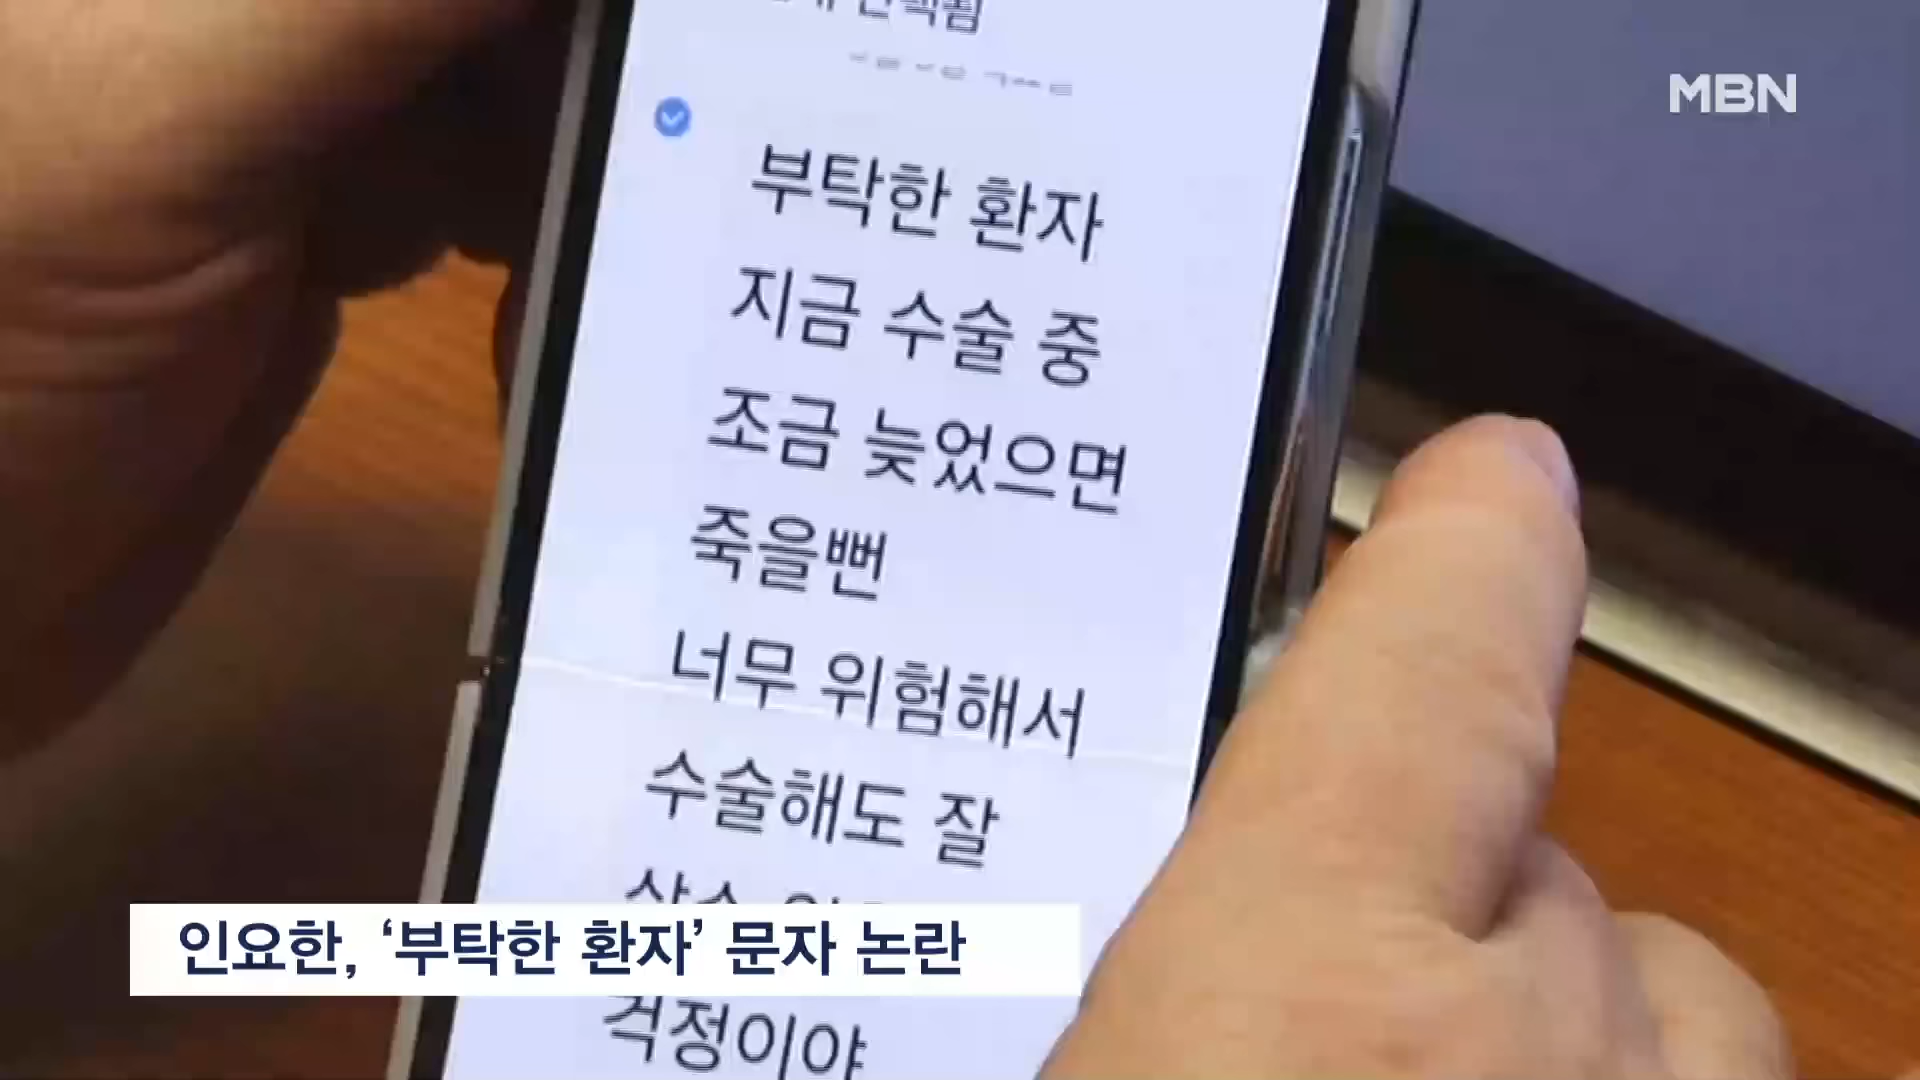 MBN
부탁한 환자
지금 수술 중
조금 늦었으면
죽을뻔
너무 위험해서
수술해도 잘
인요한, ‘부탁한 환자’ 문자 논란
걱정이야